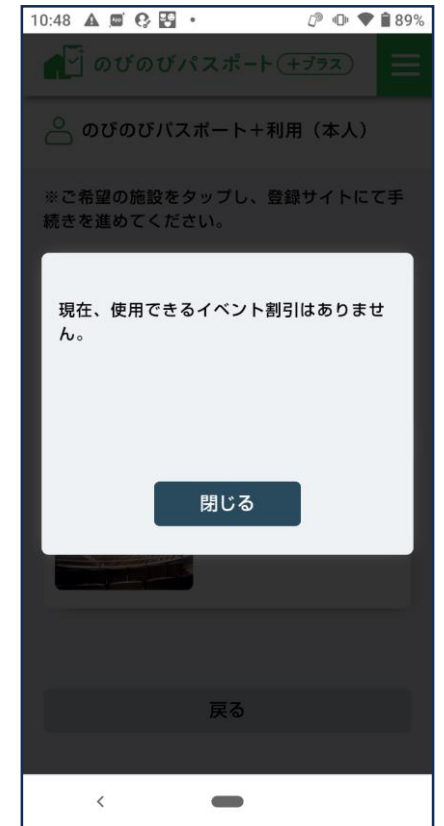 10:48
89%
のびのびパスポート +プラス
のびのびパスポート+利用（本人）
※ご希望の施設をタップし、登録サイトにて手
続きを進めてください。
現在、使用できるイベント割引はありませ
ん。
閉じる
戻る